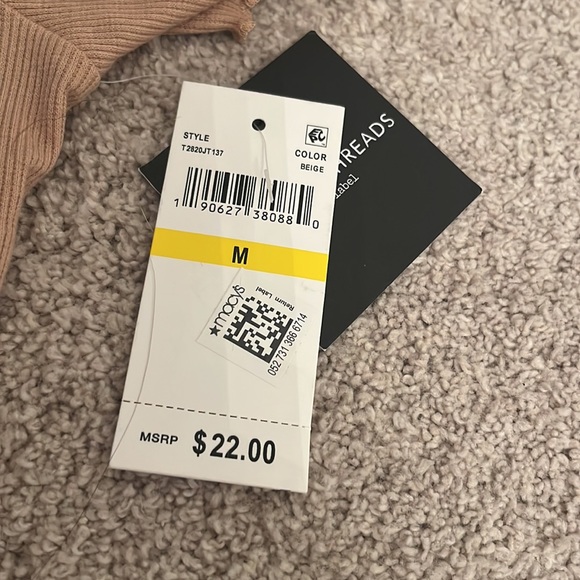 STYLE
T2820JT137
COLOR
BEIGE
1 90627 38088 0
M
★macy's
Return Label
052 731 366 6714
MSRP $22.00
THREADS
Label